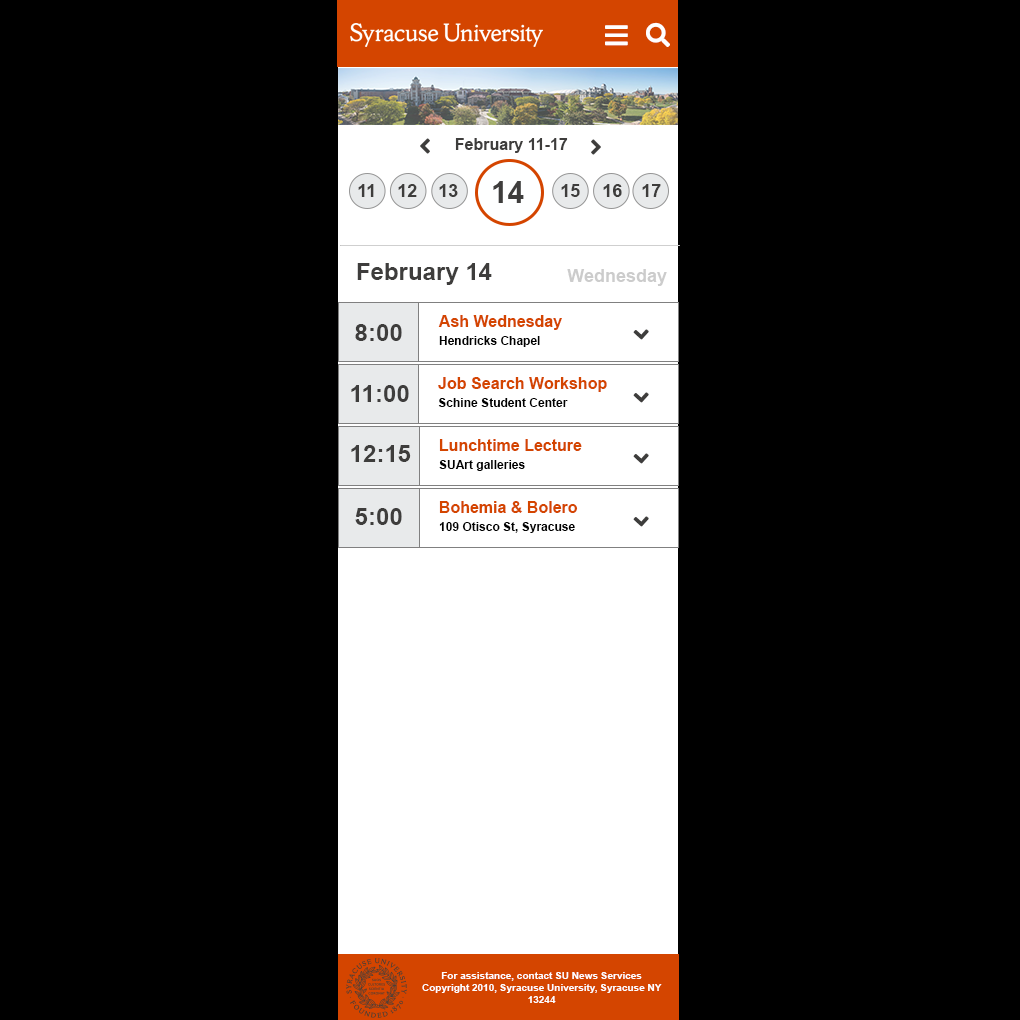 Syracuse University
February 11-17
11 12 13 14 15 16 17
February 14 Wednesday
8:00
Ash Wednesday
Hendricks Chapel
11:00
Job Search Workshop
Schine Student Center
12:15
Lunchtime Lecture
SUArt galleries
5:00
Bohemia & Bolero
109 Otisco St, Syracuse
SYRACUSE UNIVERSITY
FOUNDED
For assistance, contact SU News Services
Copyright 2010, Syracuse University, Syracuse NY
13244